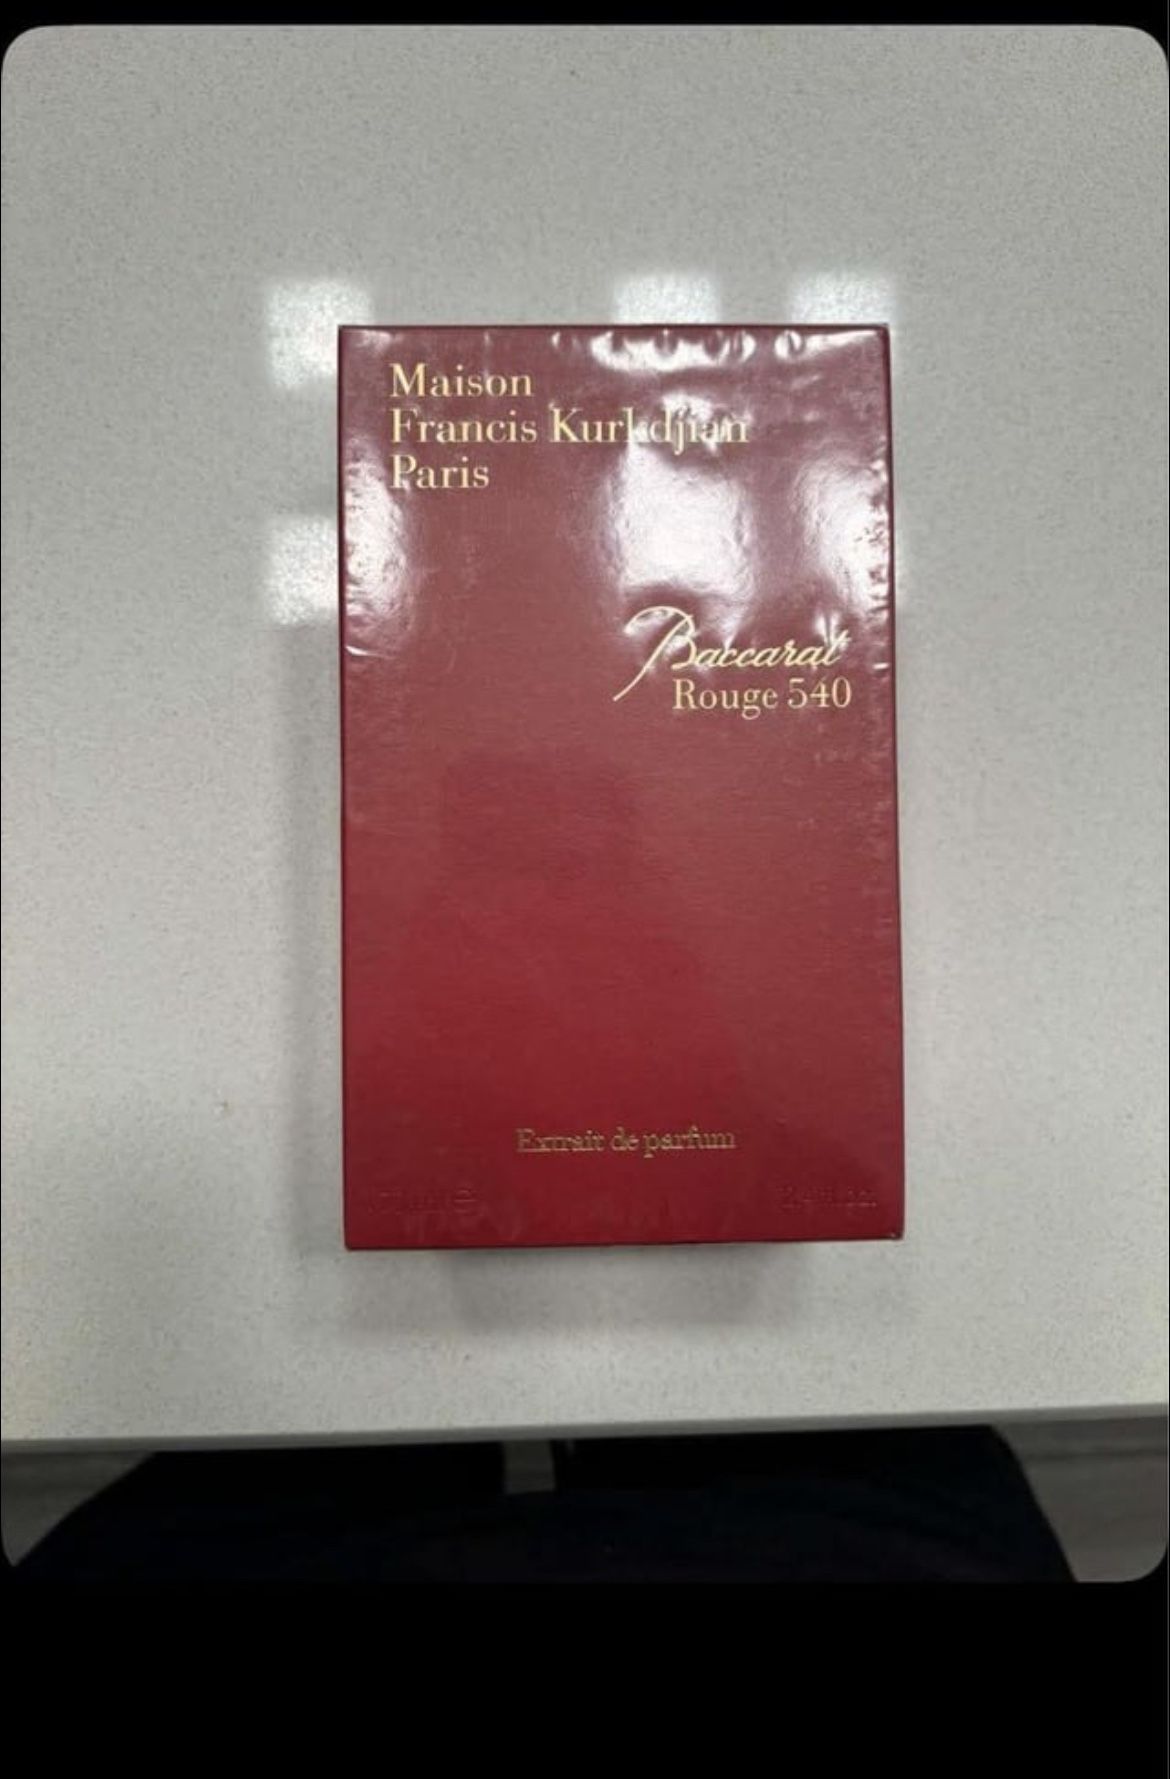 Maison
Francis Kurkdjian
Paris
Baccarat
Rouge 540
Extrait de parfum